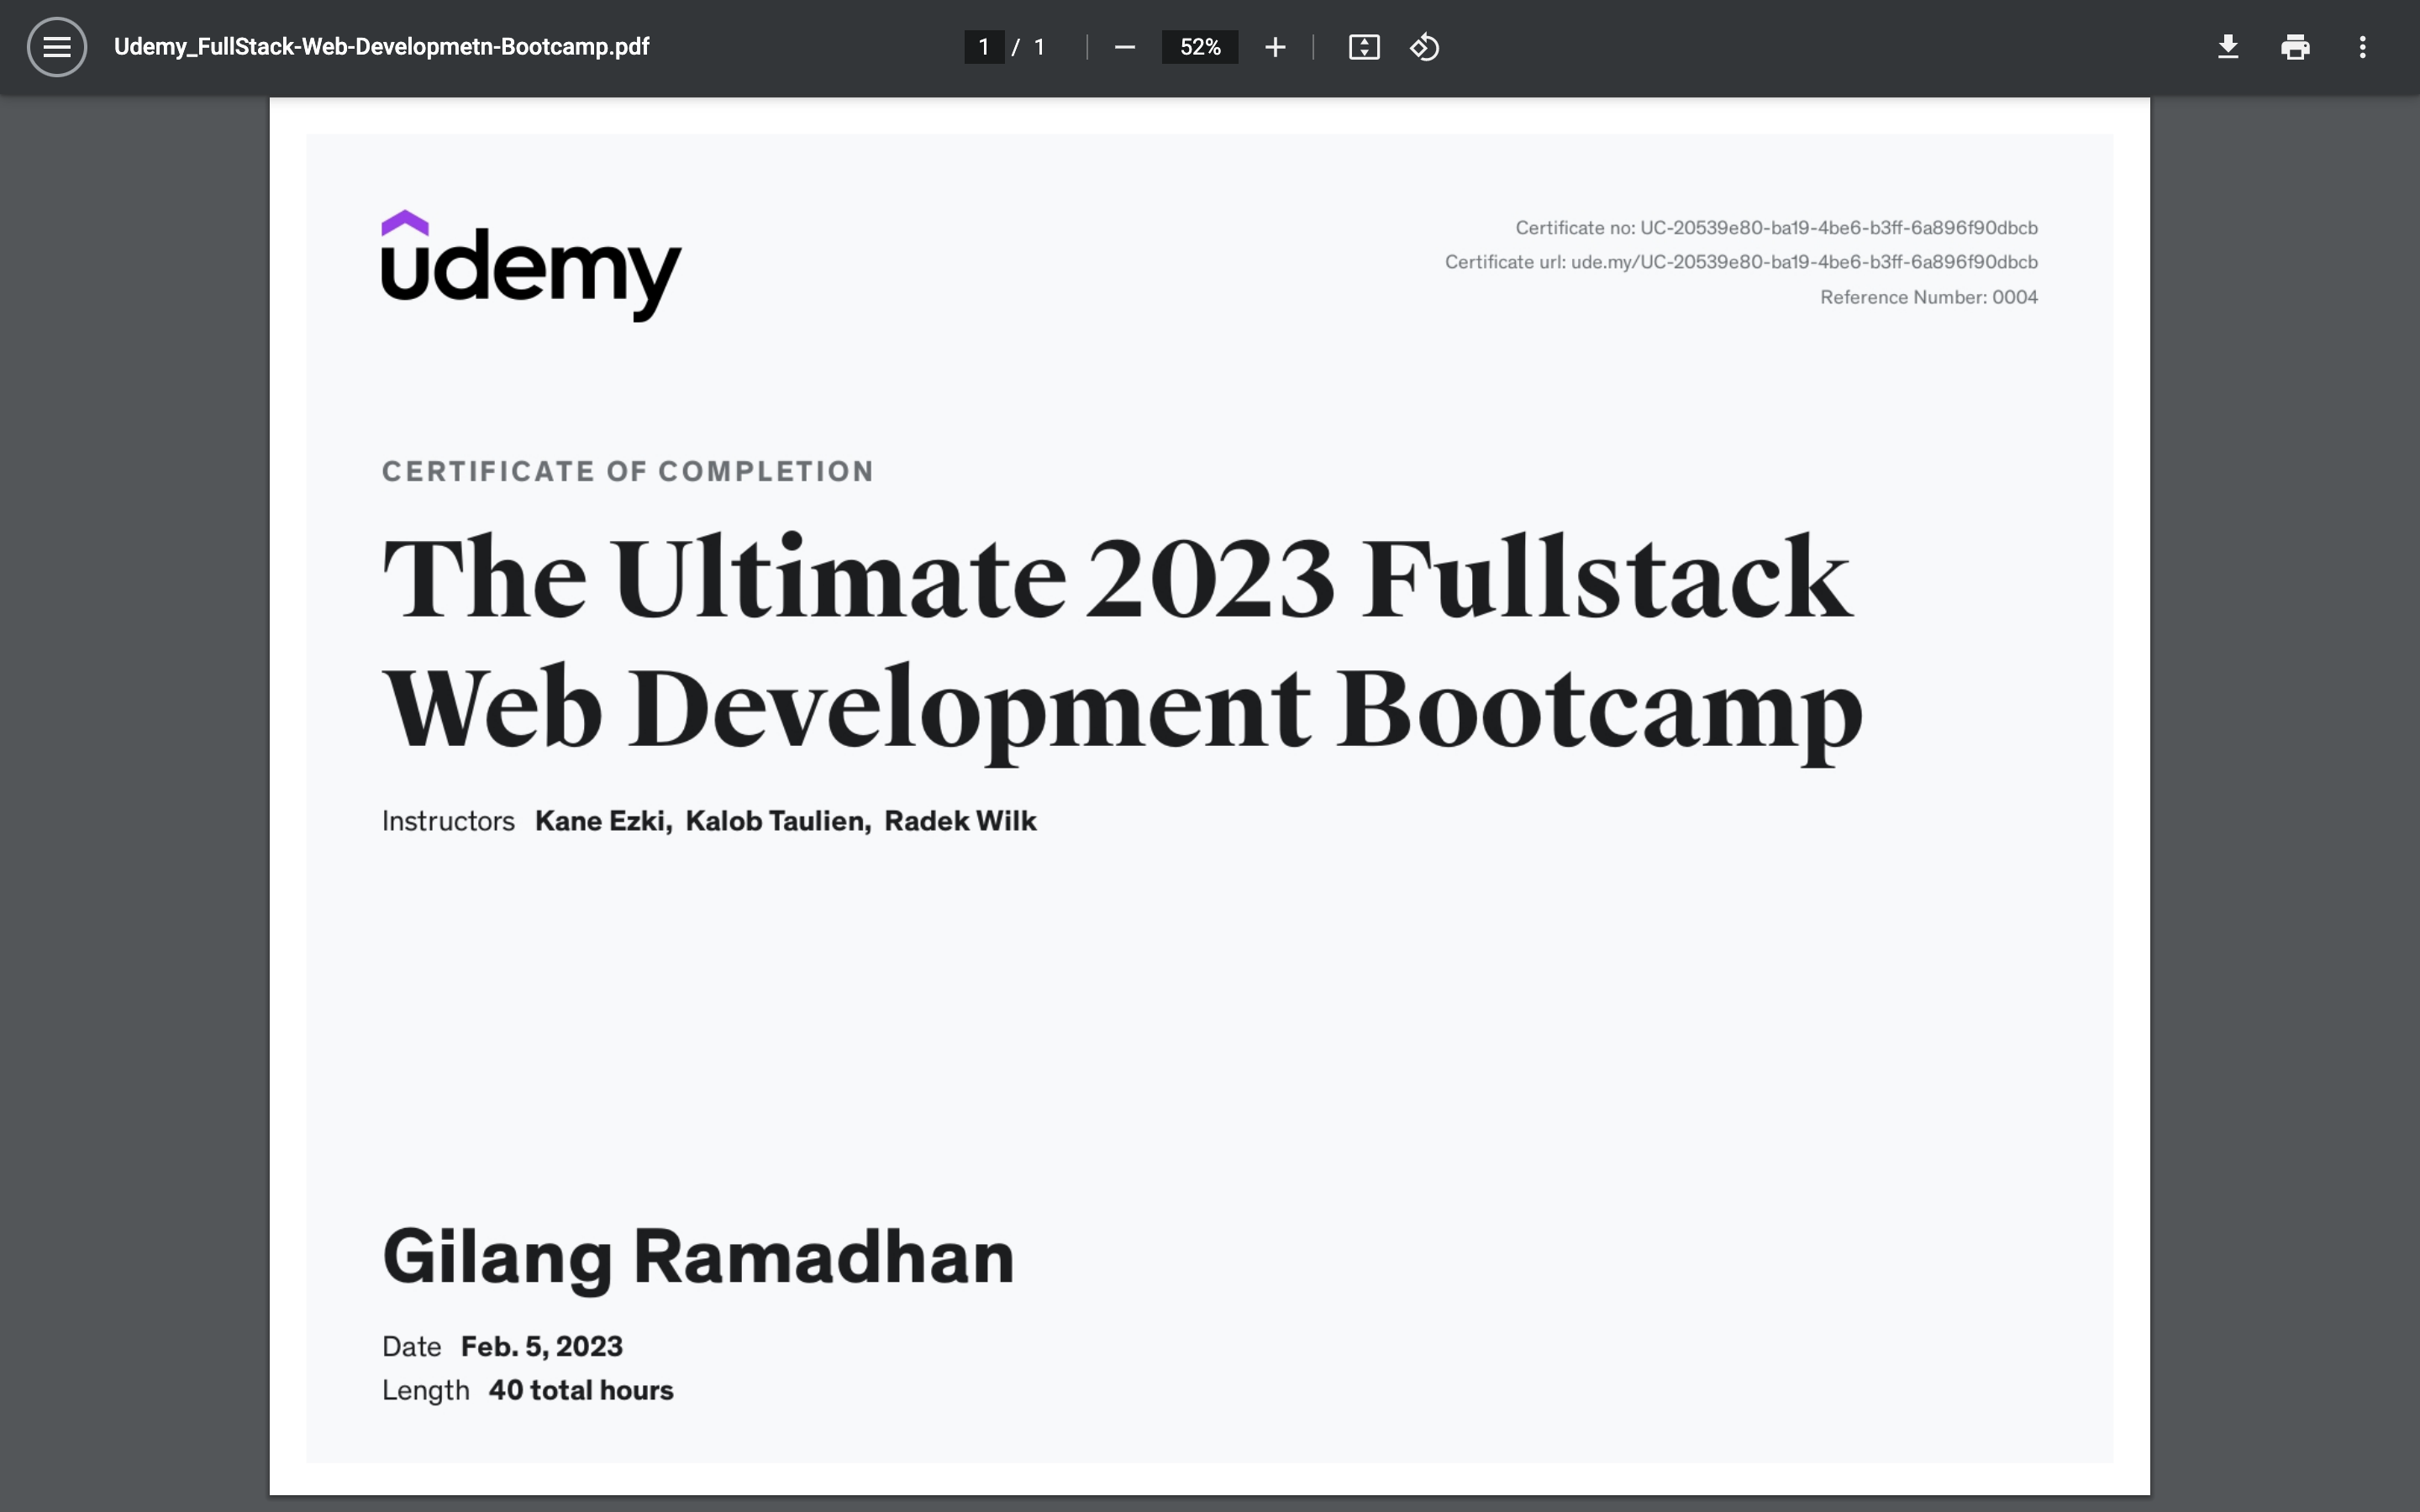 Udemy_FullStack-Web-Developmetn-Bootcamp.pdf
1 / 1
52%
udemy
Certificate no: UC-20539e80-ba19-4be6-b3ff-6a896f90dbcb
Certificate url: ude.my/UC-20539e80-ba19-4be6-b3ff-6a896f90dbcb
Reference Number: 0004
CERTIFICATE OF COMPLETION
The Ultimate 2023 Fullstack
Web Development Bootcamp
Instructors Kane Ezki, Kalob Taulien, Radek Wilk
Gilang Ramadhan
Date Feb. 5, 2023
Length 40 total hours